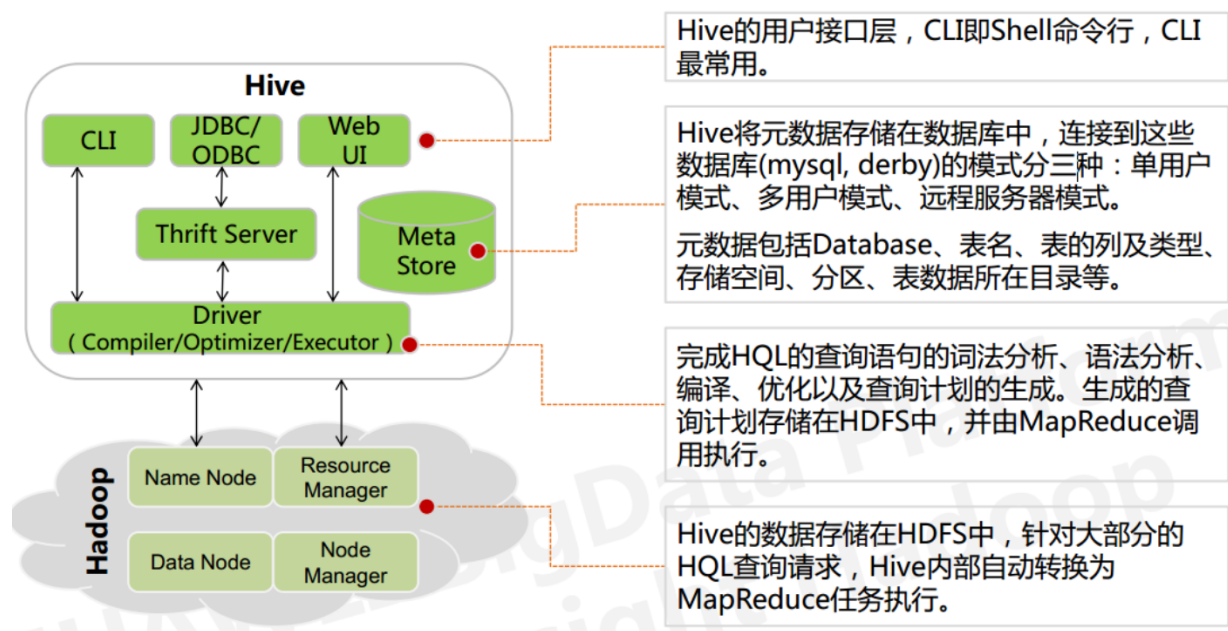 Hive
CLI
JDBC/
ODBC
Web
UI
Thrift Server
Meta
Store
Driver
（Compiler/Optimizer/Executor）
Hadoop
Name Node
Resource
Manager
Data Node
Node
Manager
Hive的用户接口层，CLI即Shell命令行，CLI
最常用。
Hive将元数据存储在数据库中，连接到这些
数据库(mysql, derby)的模式分三种：单用户
模式、多用户模式、远程服务器模式。
元数据包括Database、表名、表的列及类型、
存储空间、分区、表数据所在目录等。
完成HQL的查询语句的词法分析、语法分析、
编译、优化以及查询计划的生成。生成的查
询计划存储在HDFS中，并由MapReduce调
用执行。
Hive的数据存储在HDFS中，针对大部分的
HQL查询请求，Hive内部自动转换为
MapReduce任务执行。
BigData Platform
Hadoop